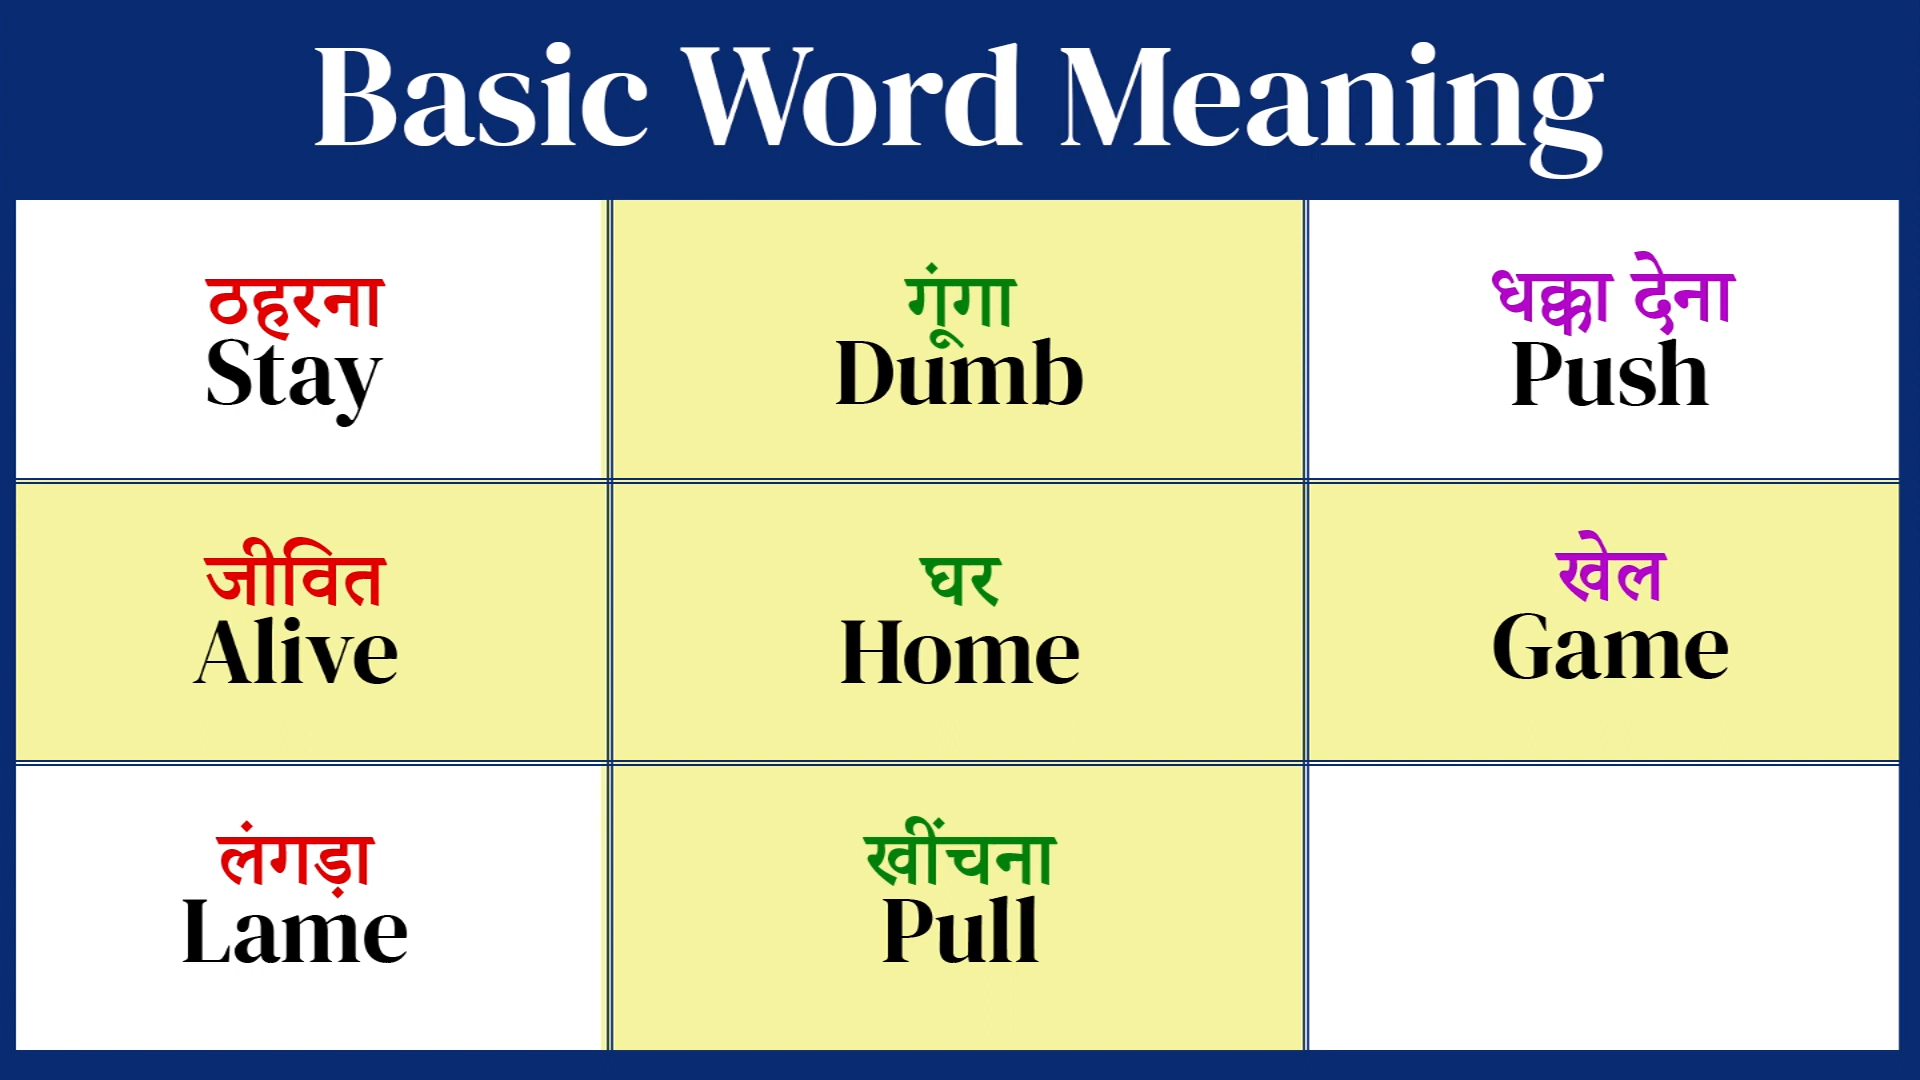 Basic Word Meaning
ठहरना
Stay
गूंगा
Dumb
धक्का देना
Push
जीवित
Alive
घर
Home
खेल
Game
लंगड़ा
Lame
खींचना
Pull